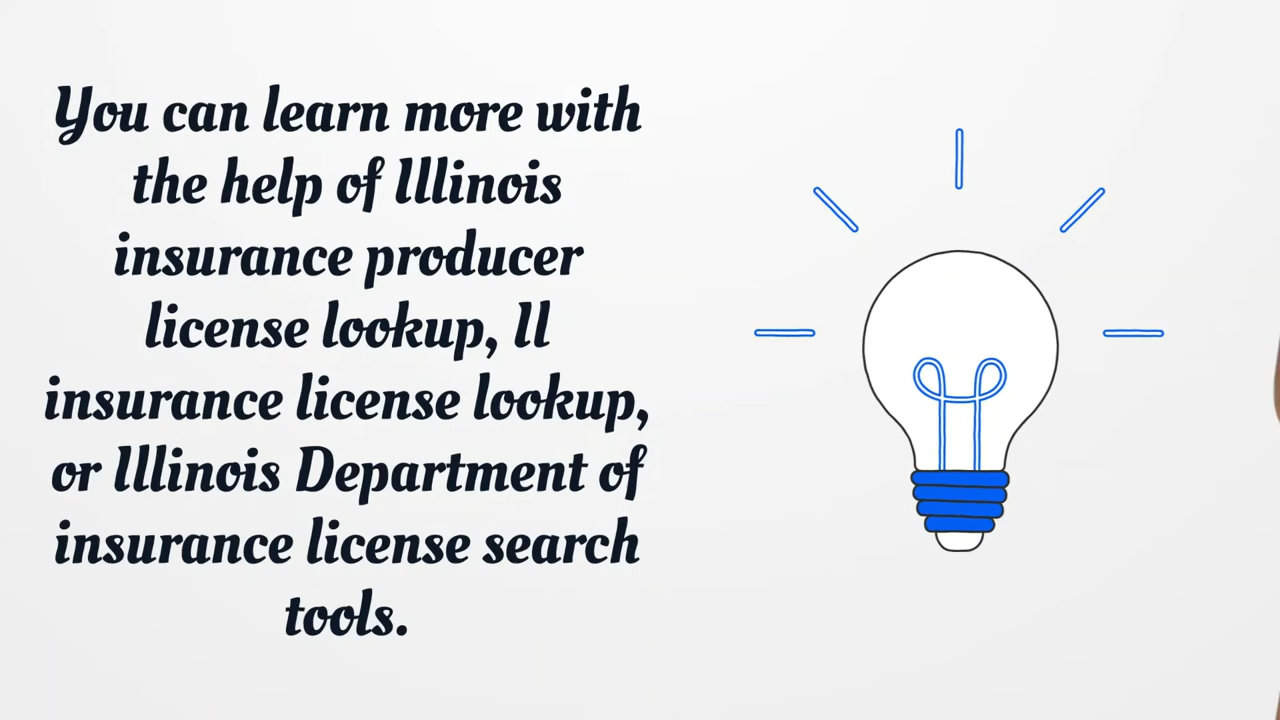 You can learn more with
the help of Illinois
insurance producer
license lookup, Il
insurance license lookup,
or Illinois Department of
insurance license search
tools.